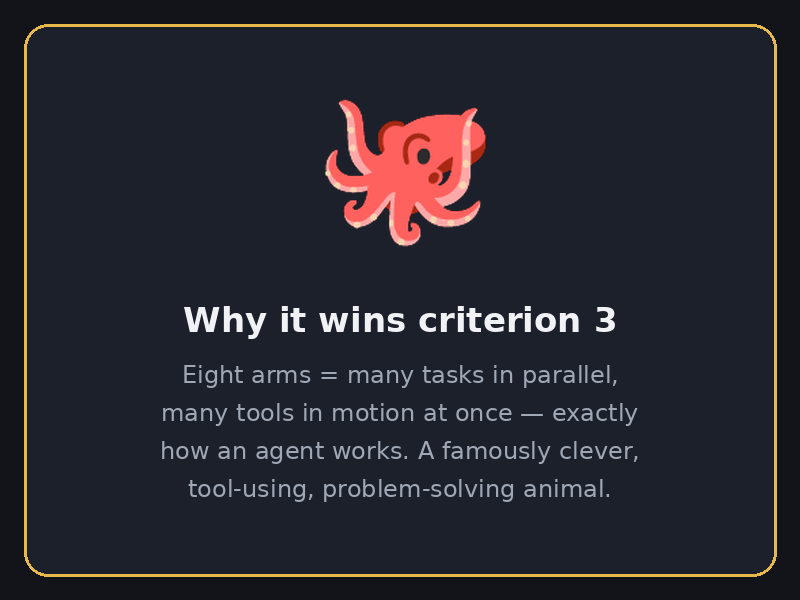 Why it wins criterion 3
Eight arms = many tasks in parallel,
many tools in motion at once — exactly
how an agent works. A famously clever,
tool-using, problem-solving animal.